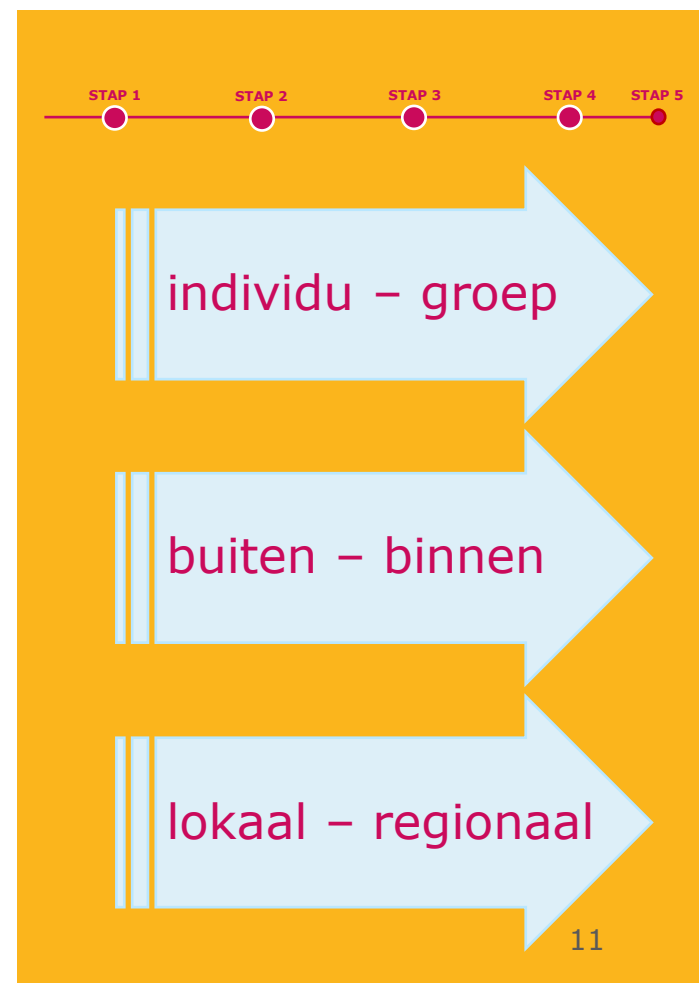 STAP 1 STAP 2 STAP 3 STAP 4 STAP 5
individu – groep
buiten – binnen
lokaal – regionaal
11